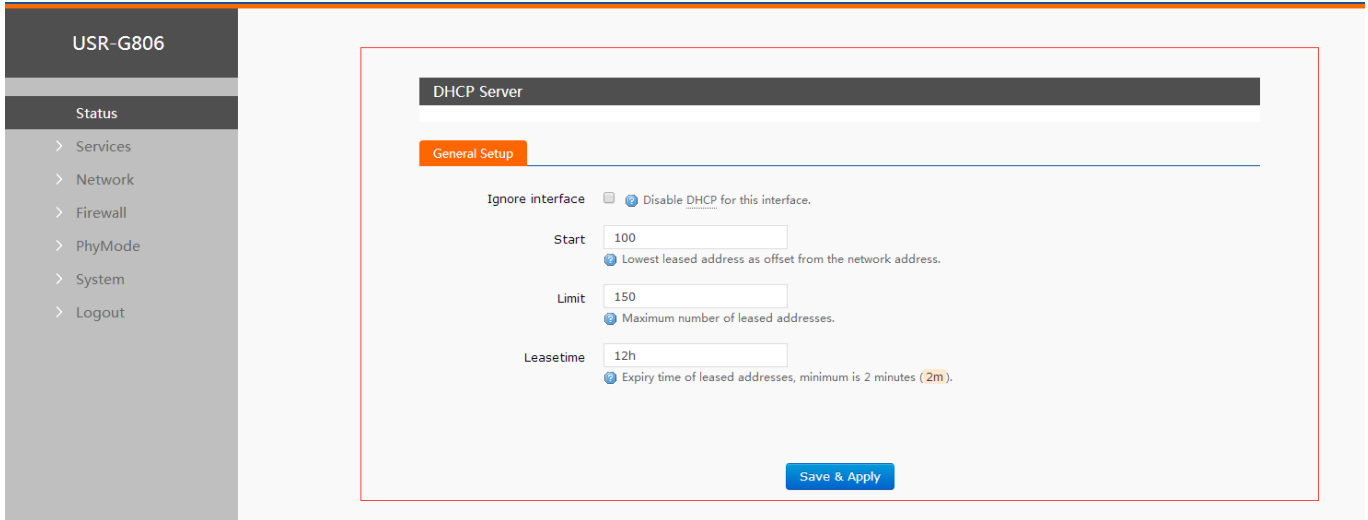 USR-G806
Status
Services
Network
Firewall
PhyMode
System
Logout
DHCP Server
General Setup
Ignore interface Disable DHCP for this interface.
Start 100
Lowest leased address as offset from the network address.
Limit 150
Maximum number of leased addresses.
Leasetime 12h
Expiry time of leased addresses, minimum is 2 minutes (2m).
Save & Apply